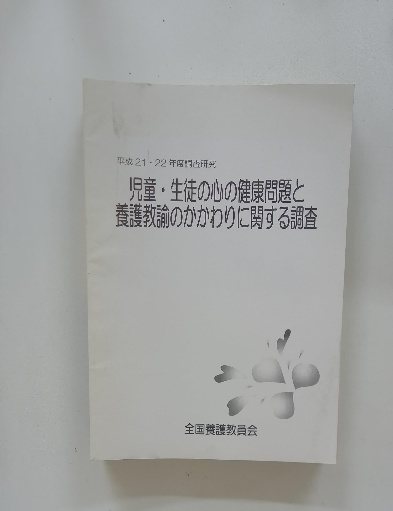 平成21・22年度調査研究
児童・生徒の心の健康問題と
養護教諭のかかわりに関する調査
全国養護教員会